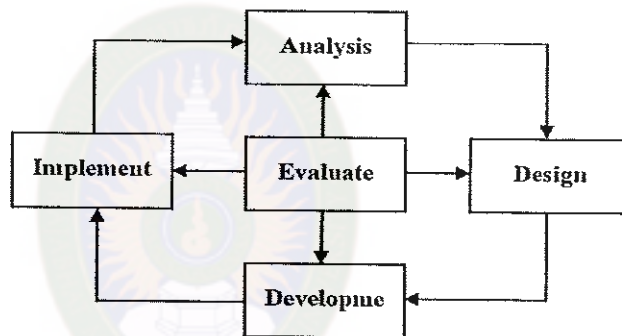 Analysis
Implement
Evaluate
Design
Developme